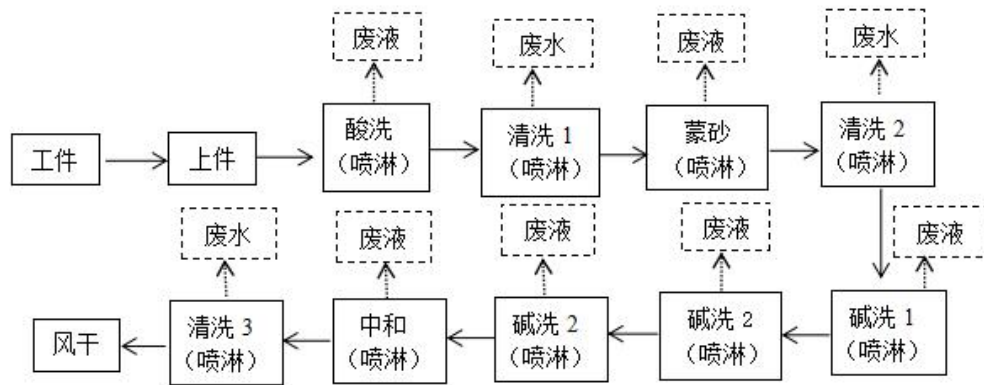 废液
废水
废液
废水
工件
上件
酸洗
（喷淋）
清洗 1
（喷淋）
蒙砂
（喷淋）
清洗 2
（喷淋）
废水
废液
废液
废液
废液
风干
清洗 3
（喷淋）
中和
（喷淋）
碱洗 2
（喷淋）
碱洗 2
（喷淋）
碱洗 1
（喷淋）